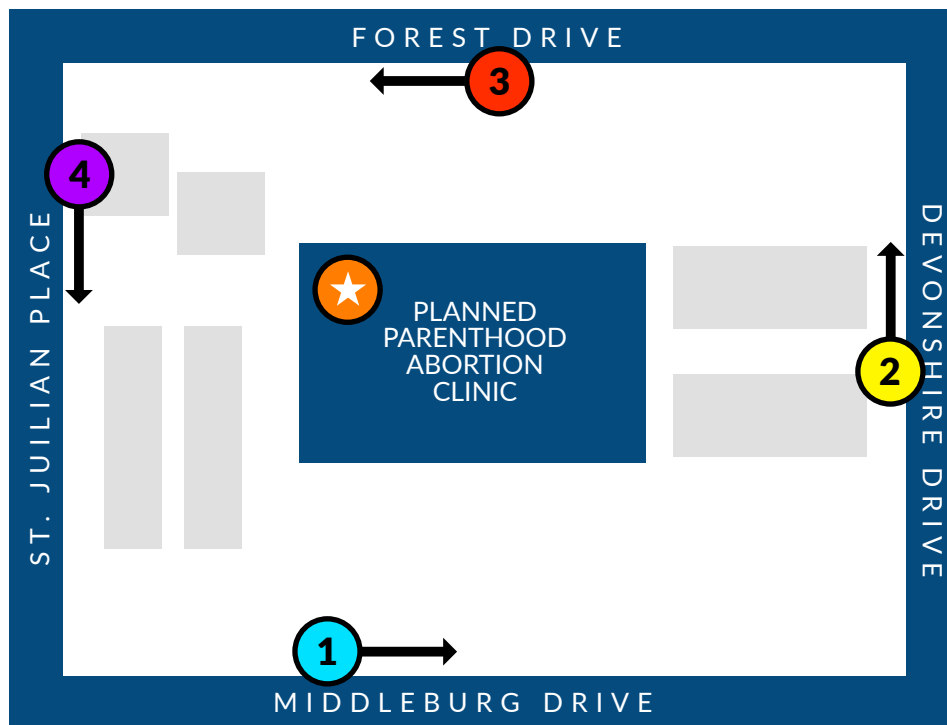 FOREST DRIVE
3
4
ST. JUILIAN PLACE
PLANNED
PARENTHOOD
ABORTION
CLINIC
DEVONSHIRE DRIVE
2
1
MIDDLEBURG DRIVE